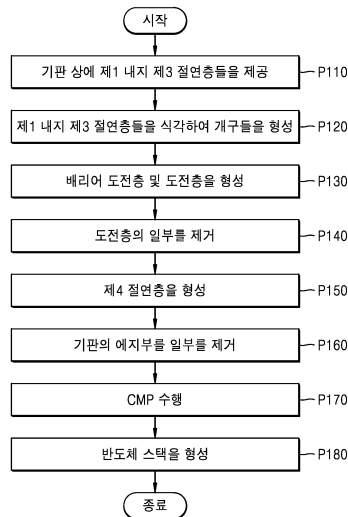 시작
기판 상에 제1 내지 제3 절연층들을 제공
P110
제1 내지 제3 절연층들을 식각하여 개구들을 형성
P120
배리어 도전층 및 도전층을 형성
P130
도전층의 일부를 제거
P140
제4 절연층을 형성
P150
기판의 에지부를 일부를 제거
P160
CMP 수행
P170
반도체 스택을 형성
P180
종료